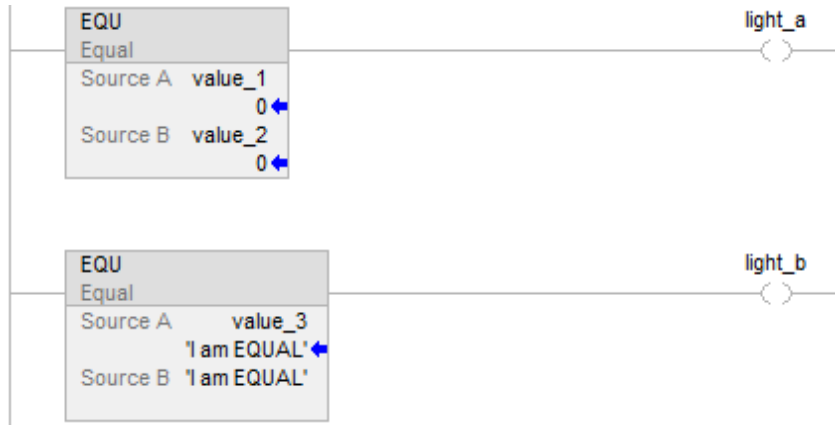 EQU
light_a
Equal
Source A value_1
0
Source B value_2
0
EQU
light_b
Equal
Source A value_3
'I am EQUAL'
Source B 'I am EQUAL'